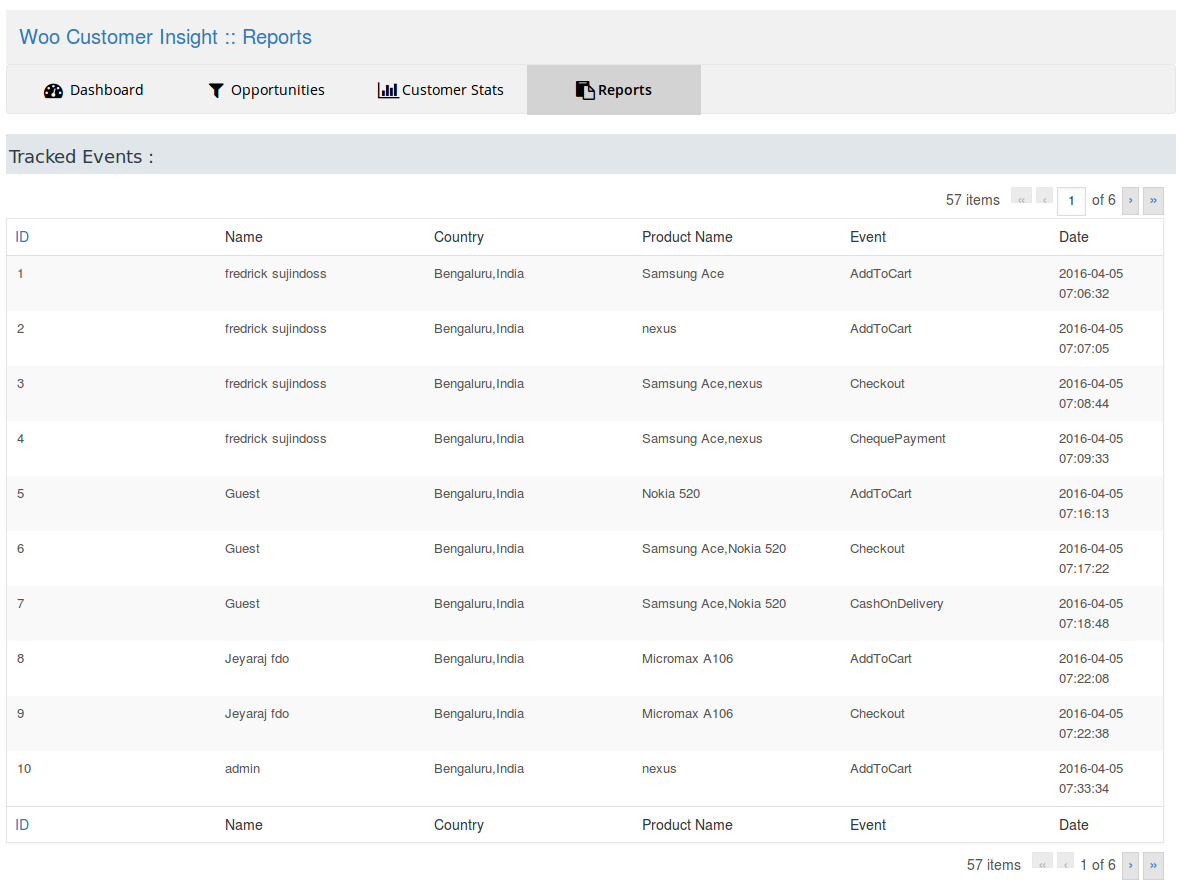 Woo Customer Insight :: Reports
Dashboard Opportunities Customer Stats Reports
Tracked Events :
57 items « ‹ 1 of 6 › »
ID Name Country Product Name Event Date
1 fredrick sujindoss Bengaluru,India Samsung Ace AddToCart 2016-04-05
07:06:32
2 fredrick sujindoss Bengaluru,India nexus AddToCart 2016-04-05
07:07:05
3 fredrick sujindoss Bengaluru,India Samsung Ace,nexus Checkout 2016-04-05
07:08:44
4 fredrick sujindoss Bengaluru,India Samsung Ace,nexus ChequePayment 2016-04-05
07:09:33
5 Guest Bengaluru,India Nokia 520 AddToCart 2016-04-05
07:16:13
6 Guest Bengaluru,India Samsung Ace,Nokia 520 Checkout 2016-04-05
07:17:22
7 Guest Bengaluru,India Samsung Ace,Nokia 520 CashOnDelivery 2016-04-05
07:18:48
8 Jeyaraj fdo Bengaluru,India Micromax A106 AddToCart 2016-04-05
07:22:08
9 Jeyaraj fdo Bengaluru,India Micromax A106 Checkout 2016-04-05
07:22:38
10 admin Bengaluru,India nexus AddToCart 2016-04-05
07:33:34
ID Name Country Product Name Event Date
57 items « ‹ 1 of 6 › »